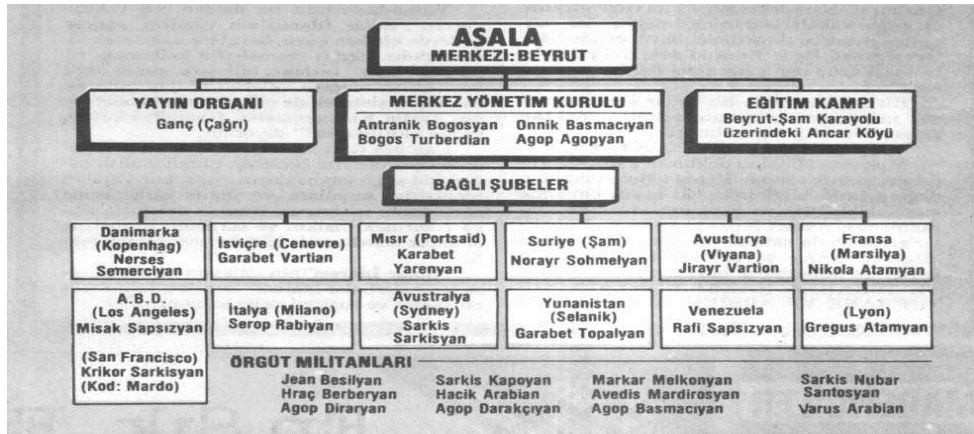 ASALA
MERKEZİ: BEYRUT
YAYIN ORGANI
Ganç (Çağrı)
MERKEZ YÖNETİM KURULU
Antranik Bogosyan
Bogos Turberdian
Onnik Basmacıyan
Agop Agopyan
EĞİTİM KAMPI
Beyrut-Şam Karayolu
üzerindeki Ancar Köyü
BAGLI ŞUBELER
Danimarka
(Kopenhag)
Nerses
Semerciyan
İsviçre (Cenevre)
Garabet Vartian
Mısır (Portsaid)
Karabet
Yarenyan
Suriye (Şam)
Norayr Sohmelyan
Avusturya
(Viyana)
Jirayr Vartion
Fransa
(Marsilya)
Nikola Atamyan
A.B.D.
(Los Angeles)
Misak Sapsızyan
(San Francisco)
Krikor Sarkisyan
(Kod: Mardo)
İtalya (Milano)
Serop Rabiyan
Avustralya
(Sydney)
Sarkis
Sarkisyan
Yunanistan
(Selanik)
Garabet Topalyan
Venezuela
Rafi Sapsızyan
(Lyon)
Gregus Atamyan
ÖRGÜT MİLİTANLARI
Jean Besilyan
Hraç Berberyan
Agop Diraryan
Sarkis Kapoyan
Hacik Arabian
Agop Darakçıyan
Markar Melkonyan
Avedis Mardirosyan
Agop Basmacıyan
Sarkis Nubar
Santosyan
Varus Arabian